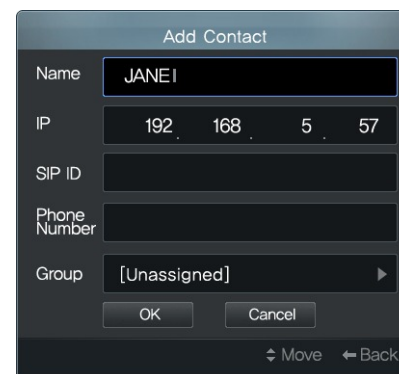 Add Contact
Name JANE
IP 192. 168. 5. 57
SIP ID
Phone
Number
Group [Unassigned]
OK Cancel
Move Back